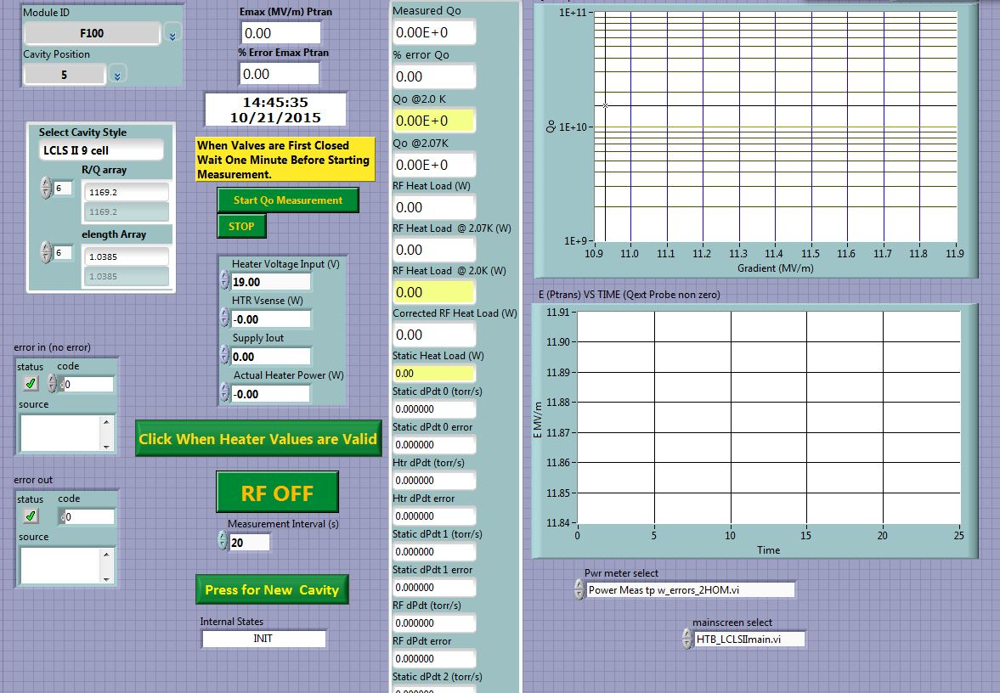 Module ID
F100
Cavity Position
5
Emax (MV/m) Ptran
0.00
% Error Emax Ptran
0.00
14:45:35
10/21/2015
Select Cavity Style
LCLS II 9 cell
R/Q array
6
1169.2
1169.2
elength Array
6
1.0385
1.0385
When Valves are First Closed
Wait One Minute Before Starting
Measurement.
Start Qo Measurement
STOP
Heater Voltage Input (V)
19.00
HTR Vsense (W)
-0.00
Supply Iout
0.00
Actual Heater Power (W)
-0.00
error in (no error)
status code
d0
source
Click When Heater Values are Valid
error out
status code
d0
source
RF OFF
Measurement Interval (s)
20
Press for New Cavity
Internal States
INIT
Measured Qo
0.00E+0
% error Qo
0.00
Qo @2.0 K
0.00E+0
Qo @2.07K
0.00E+0
RF Heat Load (W)
0.00
RF Heat Load @ 2.07K (W)
0.00
RF Heat Load @ 2.0K (W)
0.00
Corrected RF Heat Load (W)
0.00
Static Heat Load (W)
0.00
Static dPdt 0 (torr/s)
0.000000
Static dPdt 0 error
0.000000
Htr dPdt (torr/s)
0.000000
Htr dPdt error
0.000000
Static dPdt 1 (torr/s)
0.000000
Static dPdt 1 error
0.000000
RF dPdt (torr/s)
0.000000
RF dPdt error
0.000000
Static dPdt 2 (torr/s)
1E+11
1E+10
1E+9
Qo
10.9 11.0 11.1 11.2 11.3 11.4 11.5 11.6 11.7 11.8 11.9
Gradient (MV/m)
E (Ptrans) VS TIME (Qext Probe non zero)
11.91
11.90
11.89
11.88
11.87
11.86
11.85
11.84
E MV/m
0 5 10 15 20 25
Time
Pwr meter select
Power Meas tp w_errors_2HOM.vi
mainscreen select
HTB_LCLSIImain.vi